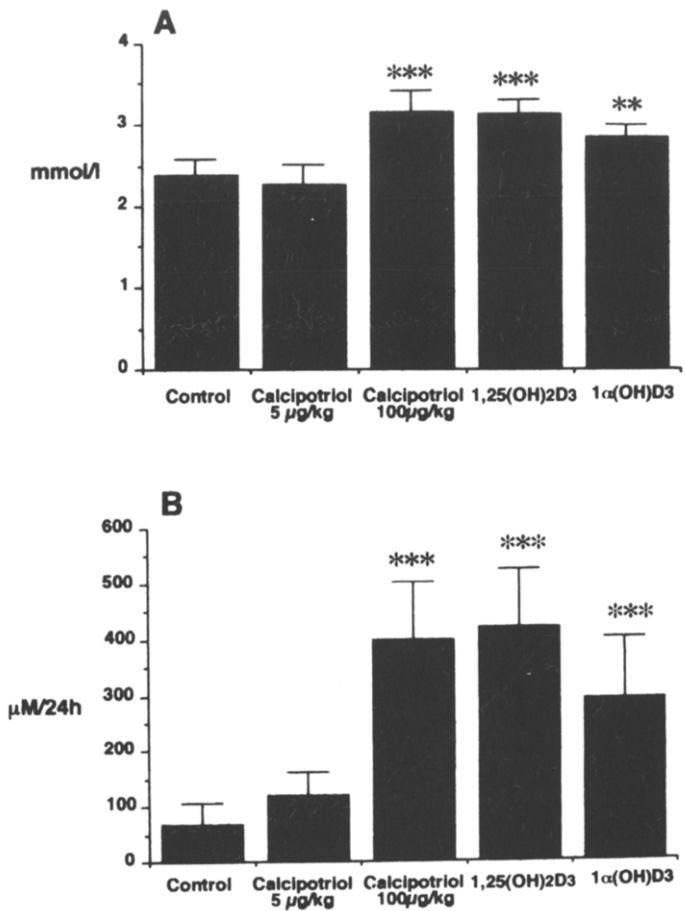 A
4
*** ***
**
3
mmol/l
2
1
0
Control Calcipotriol Calcipotriol 1,25(OH)2D3 1α(OH)D3
5 µg/kg 100µg/kg
B
600
***
***
500
***
400
300
µM/24h
200
100
0
Control Calcipotriol Calcipotriol 1,25(OH)2D3 1α(OH)D3
5 µg/kg 100µg/kg